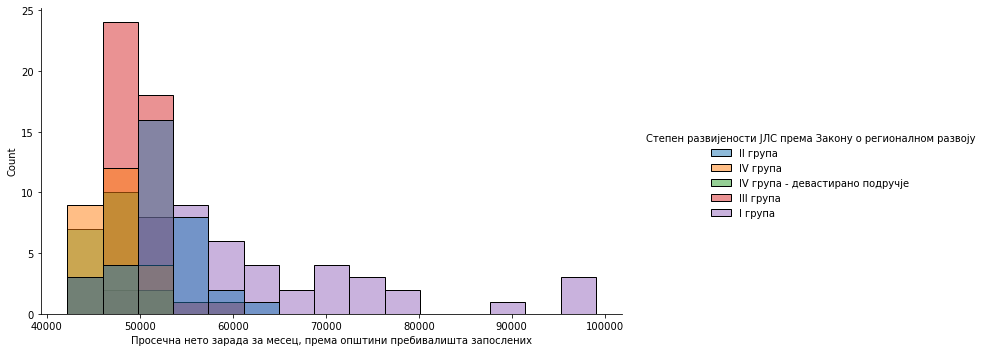 25
20
15
10
5
0
Count
40000 50000 60000 70000 80000 90000 100000
Просечна нето зарада за месец, према општини пребивалишта запослених
Степен развијености ЈЛС према Закону о регионалном развоју
II група
IV група
IV група - девастирано подручје
III група
I група